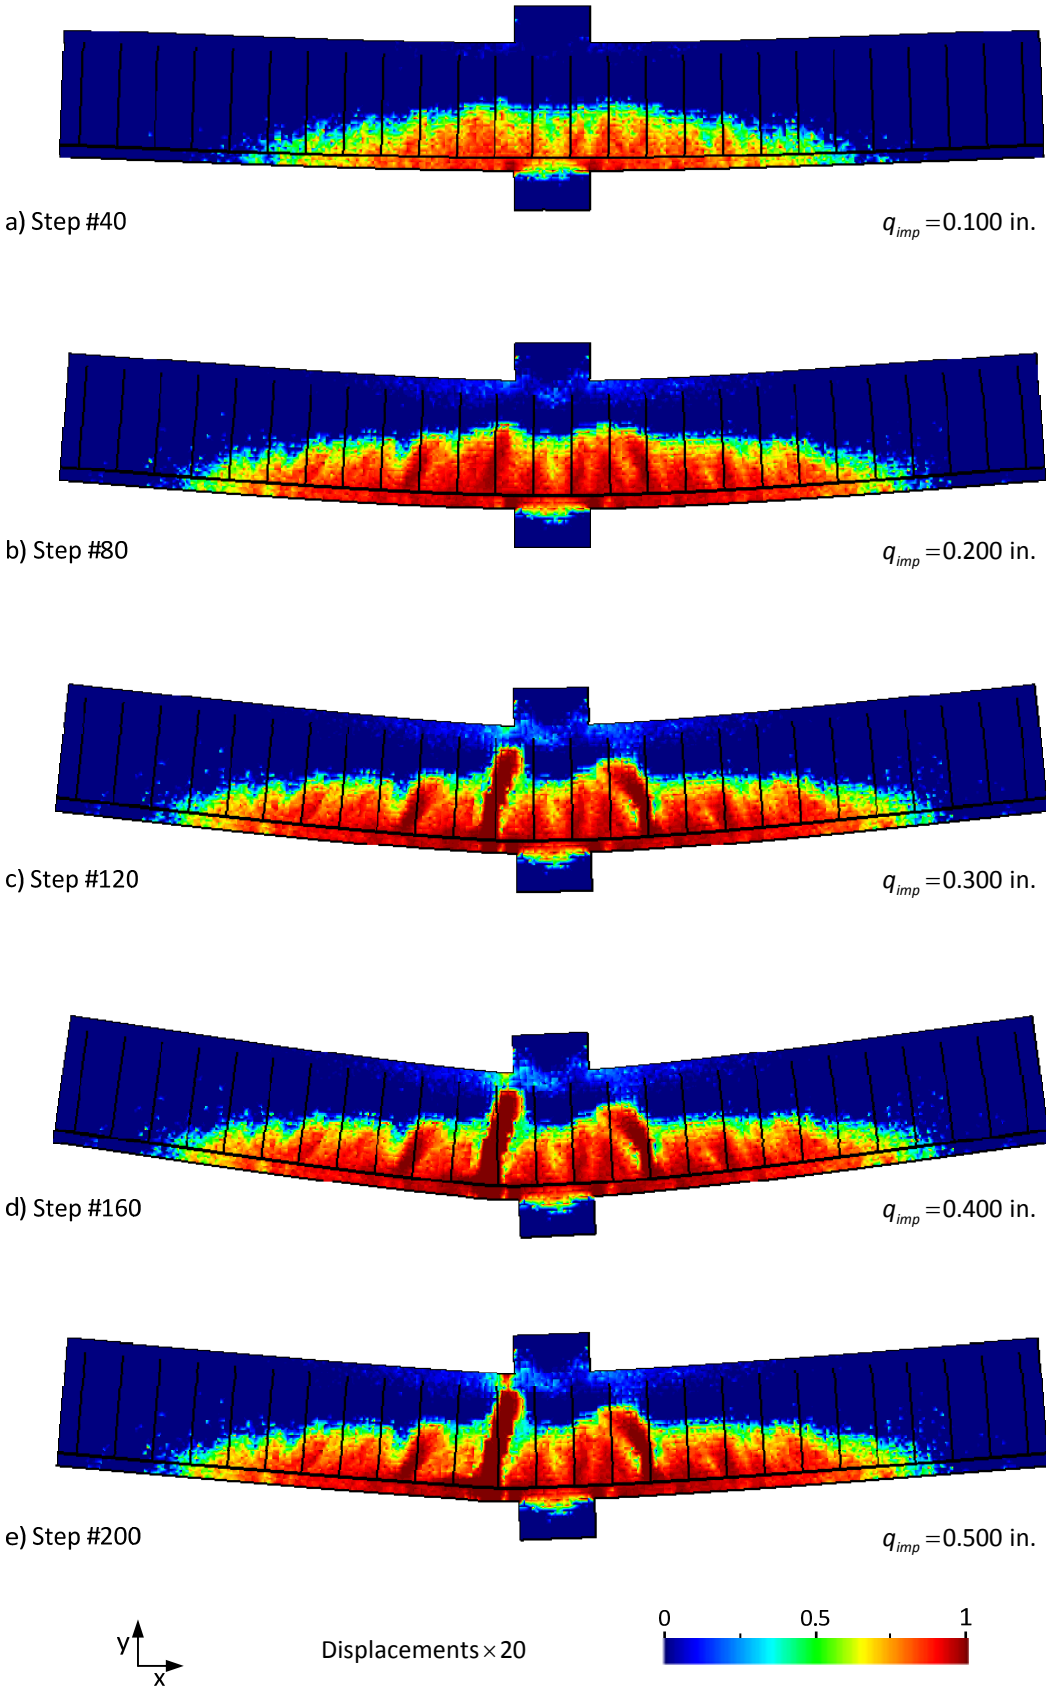 a) Step #40 q_imp = 0.100 in.
b) Step #80 q_imp = 0.200 in.
c) Step #120 q_imp = 0.300 in.
d) Step #160 q_imp = 0.400 in.
e) Step #200 q_imp = 0.500 in.
0 0.5 1
y
Displacements × 20
x